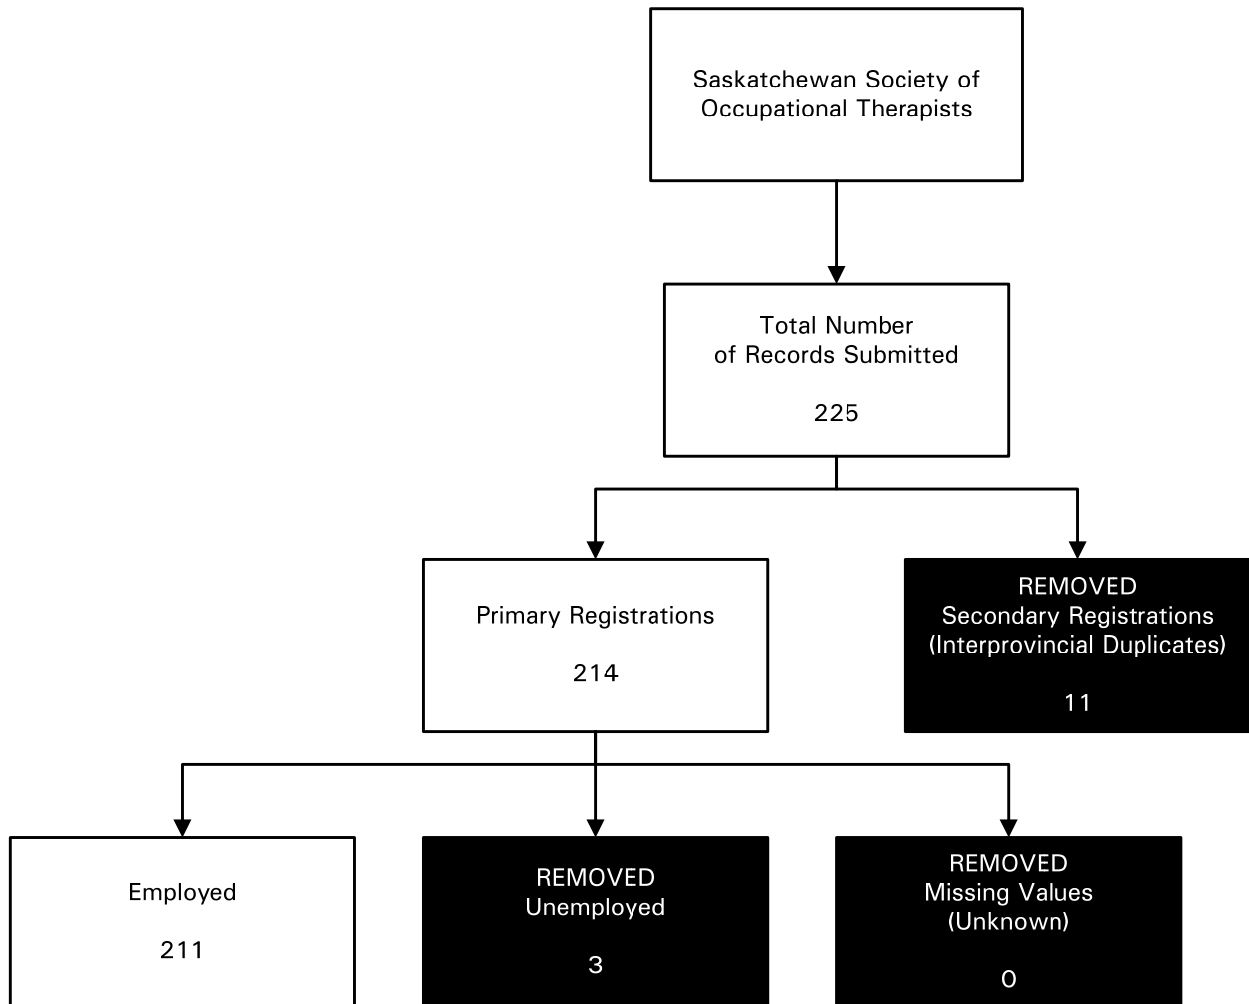 Saskatchewan Society of
Occupational Therapists
Total Number
of Records Submitted
225
Primary Registrations
214
REMOVED
Secondary Registrations
(Interprovincial Duplicates)
11
Employed
211
REMOVED
Unemployed
3
REMOVED
Missing Values
(Unknown)
0